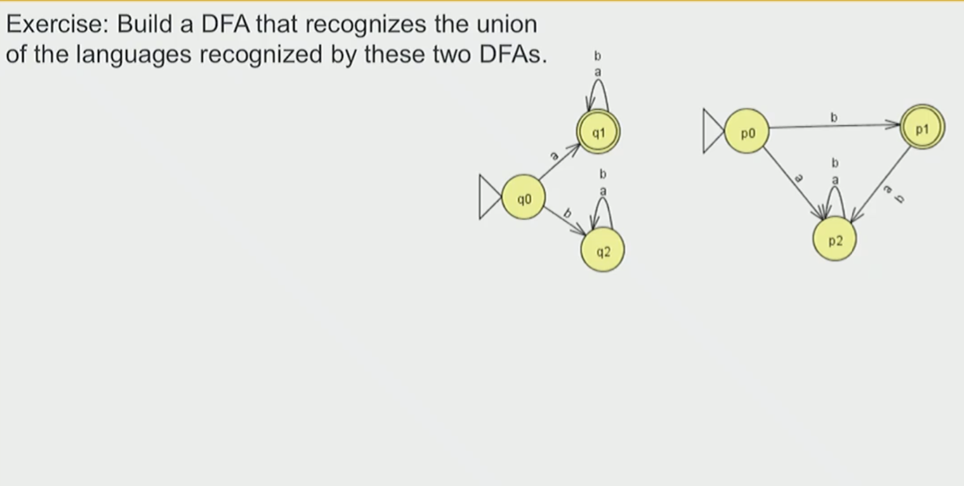 Exercise: Build a DFA that recognizes the union
of the languages recognized by these two DFAs.
b
a
q1
a
q0
b
b
a
q2
p0
b
p1
a
b
a
a
b
p2